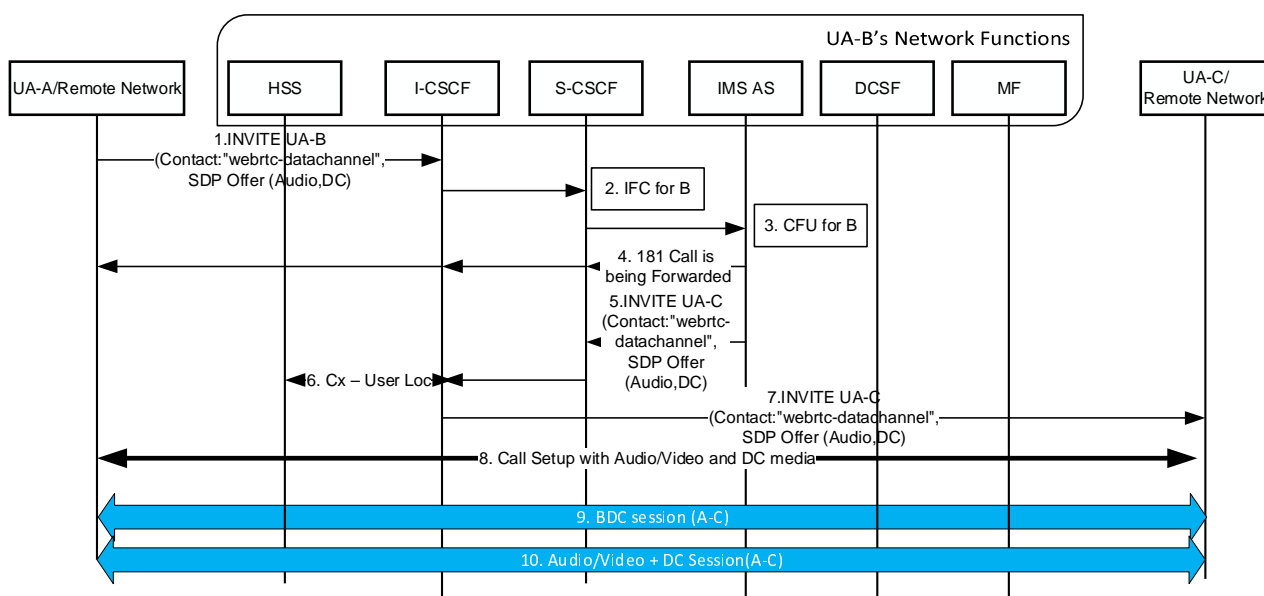 UA-B's Network Functions
UA-A/Remote Network
HSS
I-CSCF
S-CSCF
IMS AS
DCSF
MF
UA-C/
Remote Network
1.INVITE UA-B
(Contact:"webrtc-datachannel",
SDP Offer (Audio,DC)
2. IFC for B
3. CFU for B
4. 181 Call is
being Forwarded
5.INVITE UA-C
(Contact:"webrtc-
datachannel",
SDP Offer
(Audio,DC)
6. Cx – User Loc
7.INVITE UA-C
(Contact:"webrtc-datachannel",
SDP Offer (Audio,DC)
8. Call Setup with Audio/Video and DC media
9. BDC session (A-C)
10. Audio/Video + DC Session(A-C)